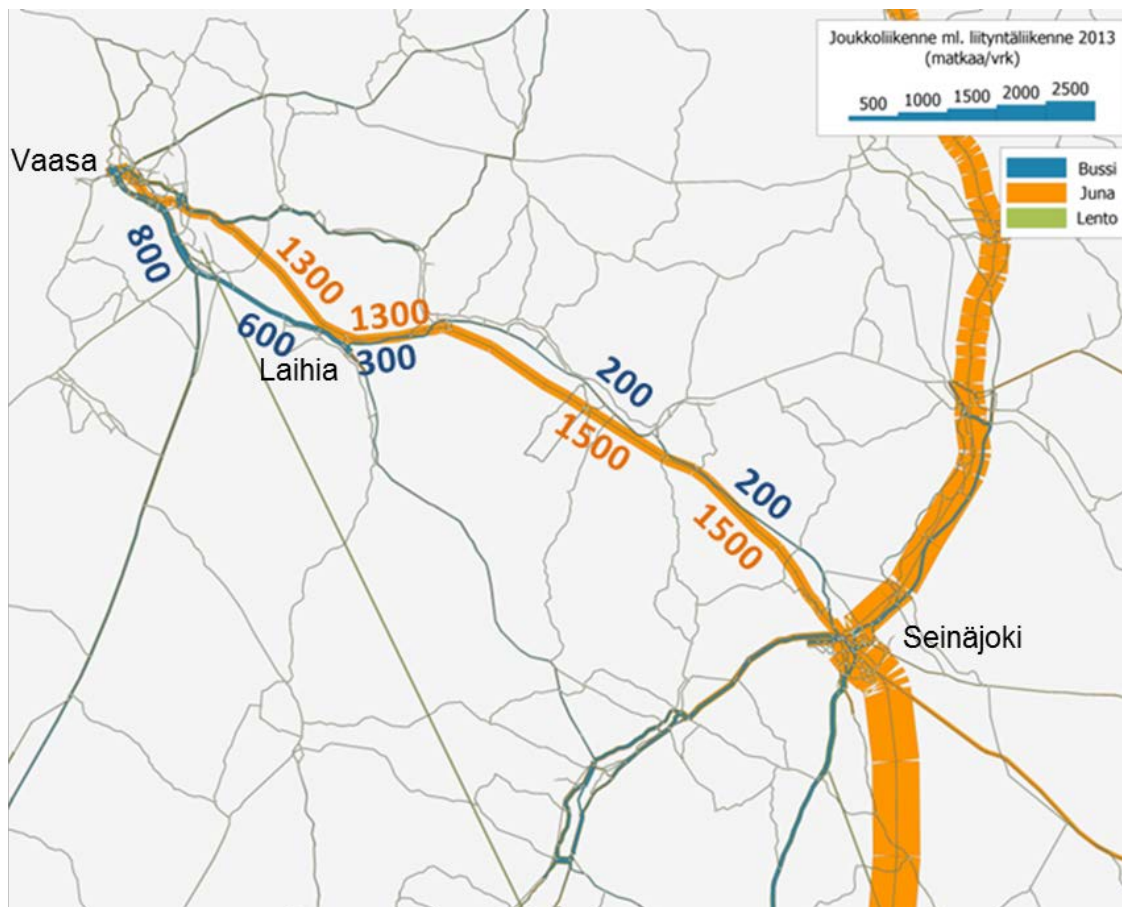 Joukkoliikenne ml. liityntäliikenne 2013
(matkaa/vrk)
500 1000 1500 2000 2500
Bussi
Juna
Lento
Vaasa
800
1300
1300
600
300
Laihia
200
1500
200
1500
Seinäjoki